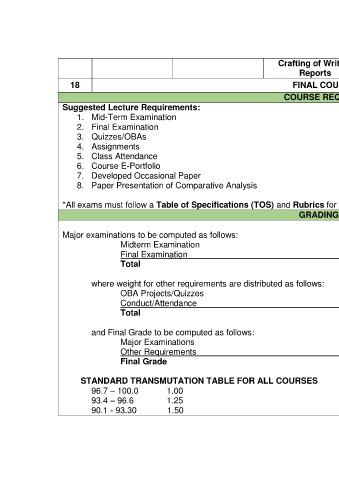 Crafting of Writ
Reports
18 FINAL COU
COURSE REQ
Suggested Lecture Requirements:
1. Mid-Term Examination
2. Final Examination
3. Quizzes/OBAs
4. Assignments
5. Class Attendance
6. Course E-Portfolio
7. Developed Occasional Paper
8. Paper Presentation of Comparative Analysis
*All exams must follow a Table of Specifications (TOS) and Rubrics for
GRADING
Major examinations to be computed as follows:
Midterm Examination
Final Examination
Total
where weight for other requirements are distributed as follows:
OBA Projects/Quizzes
Conduct/Attendance
Total
and Final Grade to be computed as follows:
Major Examinations
Other Requirements
Final Grade
STANDARD TRANSMUTATION TABLE FOR ALL COURSES
96.7 – 100.0 1.00
93.4 – 96.6 1.25
90.1 - 93.30 1.50